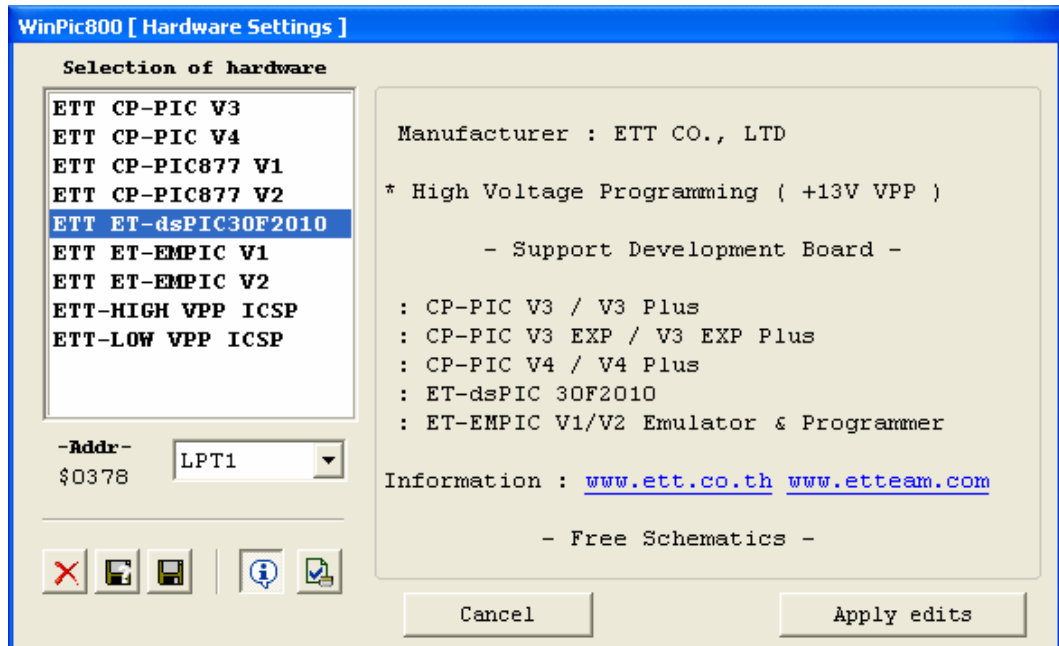 WinPic800 [ Hardware Settings ]
Selection of hardware
ETT CP-PIC V3
ETT CP-PIC V4
ETT CP-PIC877 V1
ETT CP-PIC877 V2
ETT ET-dsPIC30F2010
ETT ET-EMPIC V1
ETT ET-EMPIC V2
ETT-HIGH VPP ICSP
ETT-LOW VPP ICSP
-Addr-
$0378
LPT1
Manufacturer : ETT CO., LTD
* High Voltage Programming ( +13V VPP )
- Support Development Board -
: CP-PIC V3 / V3 Plus
: CP-PIC V3 EXP / V3 EXP Plus
: CP-PIC V4 / V4 Plus
: ET-dsPIC 30F2010
: ET-EMPIC V1/V2 Emulator & Programmer
Information : www.ett.co.th www.etteam.com
- Free Schematics -
Cancel
Apply edits